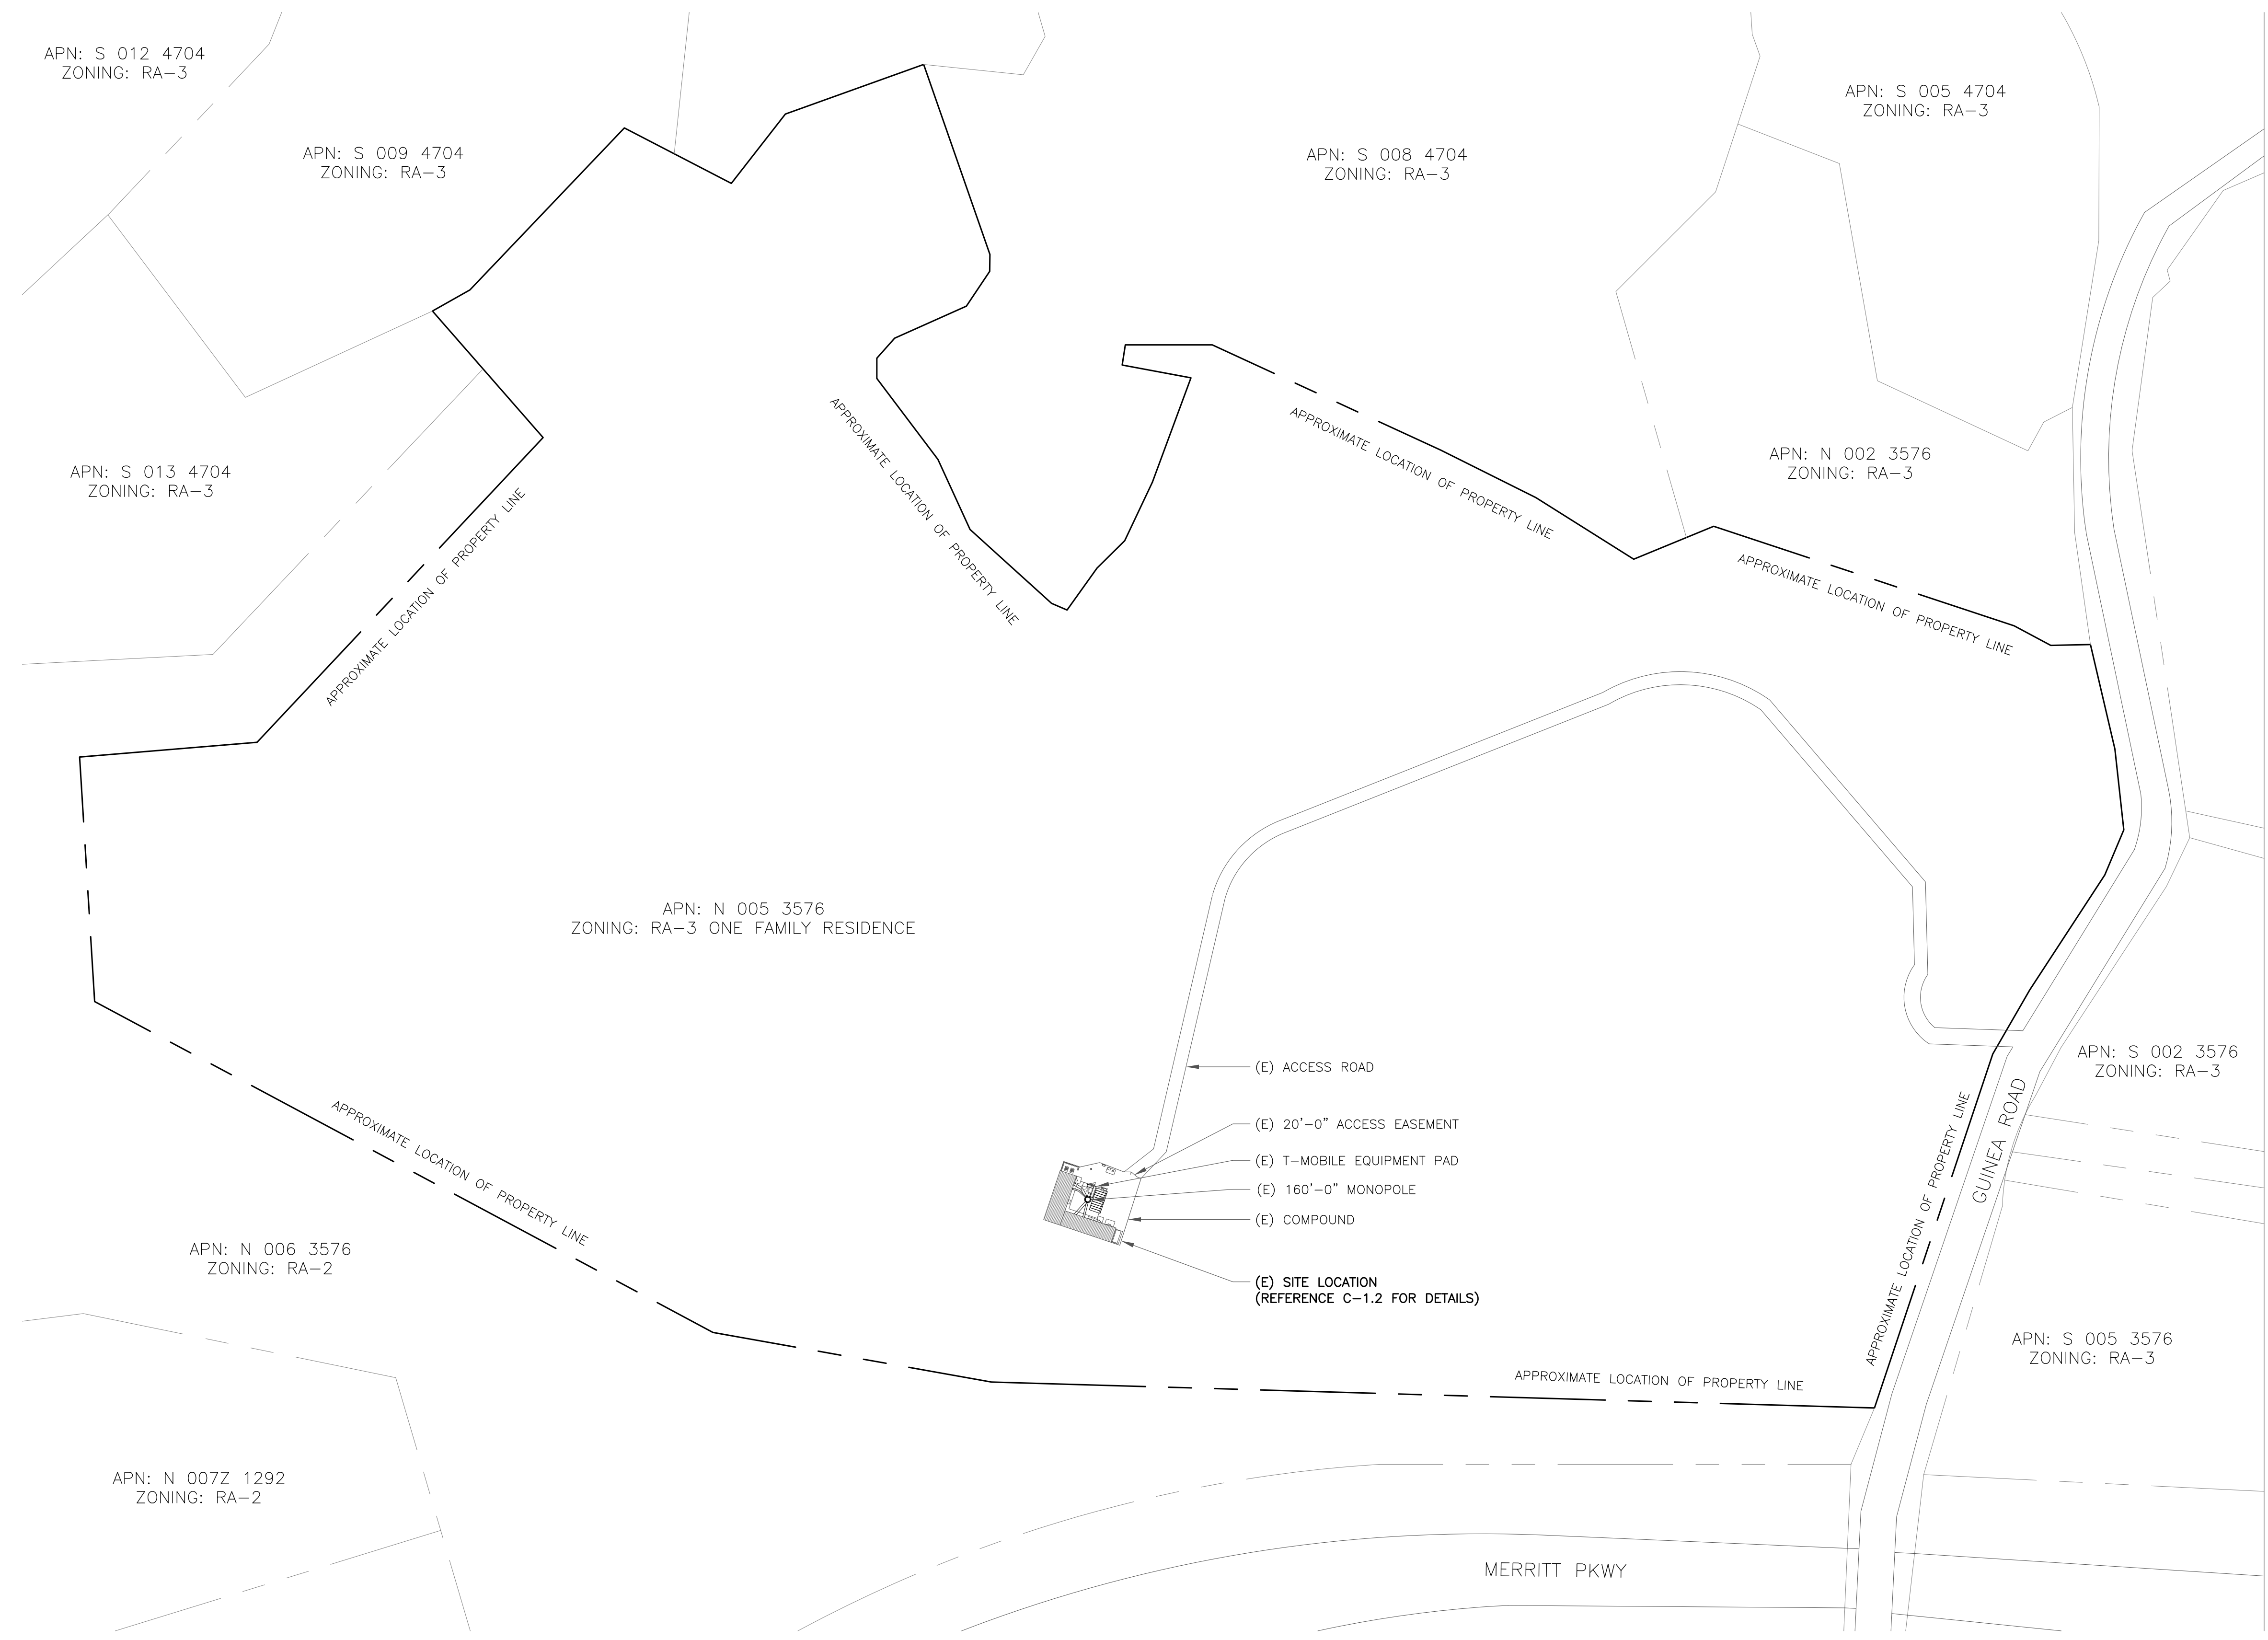 APN: S 012 4704
ZONING: RA-3
APN: S 009 4704
ZONING: RA-3
APN: S 008 4704
ZONING: RA-3
APN: S 005 4704
ZONING: RA-3
APN: S 013 4704
ZONING: RA-3
APN: N 002 3576
ZONING: RA-3
APPROXIMATE LOCATION OF PROPERTY LINE
APPROXIMATE LOCATION OF PROPERTY LINE
APPROXIMATE LOCATION OF PROPERTY LINE
APPROXIMATE LOCATION OF PROPERTY LINE
APN: N 005 3576
ZONING: RA-3 ONE FAMILY RESIDENCE
(E) ACCESS ROAD
(E) 20'-0" ACCESS EASEMENT
(E) T-MOBILE EQUIPMENT PAD
(E) 160'-0" MONOPOLE
(E) COMPOUND
(E) SITE LOCATION
(REFERENCE C-1.2 FOR DETAILS)
APN: S 002 3576
ZONING: RA-3
GUINEA ROAD
APPROXIMATE LOCATION OF PROPERTY LINE
APPROXIMATE LOCATION OF PROPERTY LINE
APN: N 006 3576
ZONING: RA-2
APN: S 005 3576
ZONING: RA-3
APPROXIMATE LOCATION OF PROPERTY LINE
APN: N 007Z 1292
ZONING: RA-2
MERRITT PKWY